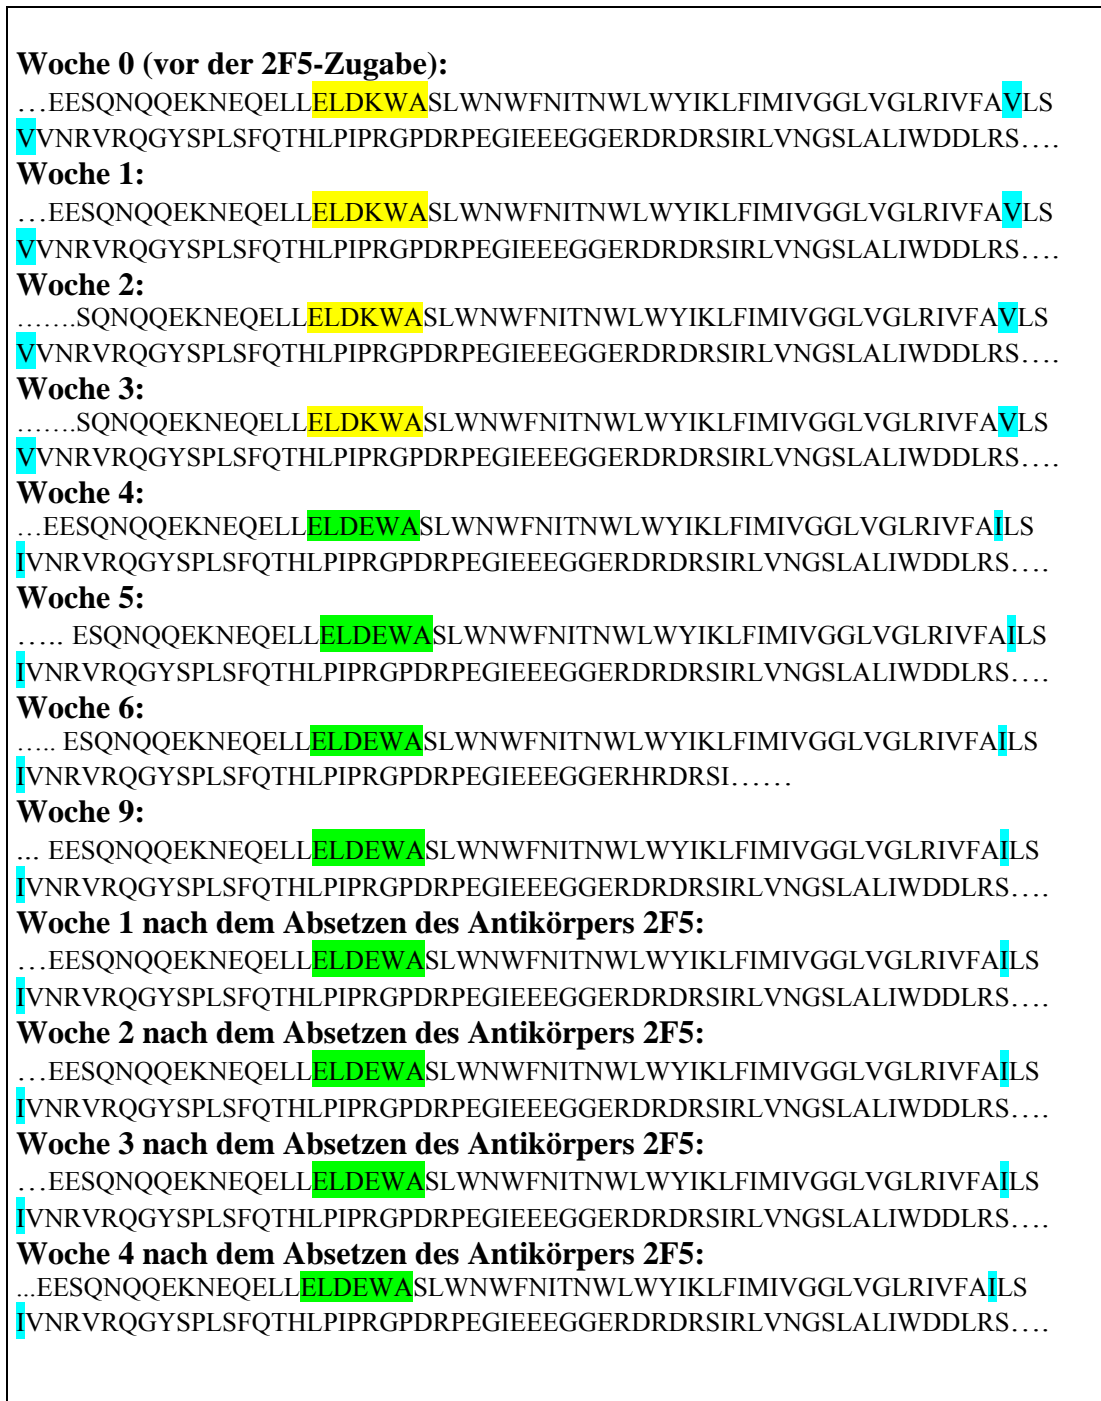 Woche 0 (vor der 2F5-Zugabe):
…EESQNQQEKNEQELLELDKWASLWNWFNITNWLWYIKLFIMIVGGLVGLRIVFAVLS
VVNRVRQGYSPLSFQTHLPIPRGPDRPEGIEEEGGERDRDRSIRLVNGSLALIWDDLRS….
Woche 1:
…EESQNQQEKNEQELLELDKWASLWNWFNITNWLWYIKLFIMIVGGLVGLRIVFAVLS
VVNRVRQGYSPLSFQTHLPIPRGPDRPEGIEEEGGERDRDRSIRLVNGSLALIWDDLRS….
Woche 2:
…….SQNQQEKNEQELLELDKWASLWNWFNITNWLWYIKLFIMIVGGLVGLRIVFAVLS
VVNRVRQGYSPLSFQTHLPIPRGPDRPEGIEEEGGERDRDRSIRLVNGSLALIWDDLRS….
Woche 3:
…….SQNQQEKNEQELLELDKWASLWNWFNITNWLWYIKLFIMIVGGLVGLRIVFAVLS
VVNRVRQGYSPLSFQTHLPIPRGPDRPEGIEEEGGERDRDRSIRLVNGSLALIWDDLRS….
Woche 4:
…EESQNQQEKNEQELLELDEWASLWNWFNITNWLWYIKLFIMIVGGLVGLRIVFAILS
IVNRVRQGYSPLSFQTHLPIPRGPDRPEGIEEEGGERDRDRSIRLVNGSLALIWDDLRS….
Woche 5:
….. ESQNQQEKNEQELLELDEWASLWNWFNITNWLWYIKLFIMIVGGLVGLRIVFAILS
IVNRVRQGYSPLSFQTHLPIPRGPDRPEGIEEEGGERDRDRSIRLVNGSLALIWDDLRS….
Woche 6:
….. ESQNQQEKNEQELLELDEWASLWNWFNITNWLWYIKLFIMIVGGLVGLRIVFAILS
IVNRVRQGYSPLSFQTHLPIPRGPDRPEGIEEEGGERHRDRSI……
Woche 9:
... EESQNQQEKNEQELLELDEWASLWNWFNITNWLWYIKLFIMIVGGLVGLRIVFAILS
IVNRVRQGYSPLSFQTHLPIPRGPDRPEGIEEEGGERDRDRSIRLVNGSLALIWDDLRS….
Woche 1 nach dem Absetzen des Antikörpers 2F5:
…EESQNQQEKNEQELLELDEWASLWNWFNITNWLWYIKLFIMIVGGLVGLRIVFAILS
IVNRVRQGYSPLSFQTHLPIPRGPDRPEGIEEEGGERDRDRSIRLVNGSLALIWDDLRS….
Woche 2 nach dem Absetzen des Antikörpers 2F5:
…EESQNQQEKNEQELLELDEWASLWNWFNITNWLWYIKLFIMIVGGLVGLRIVFAILS
IVNRVRQGYSPLSFQTHLPIPRGPDRPEGIEEEGGERDRDRSIRLVNGSLALIWDDLRS….
Woche 3 nach dem Absetzen des Antikörpers 2F5:
…EESQNQQEKNEQELLELDEWASLWNWFNITNWLWYIKLFIMIVGGLVGLRIVFAILS
IVNRVRQGYSPLSFQTHLPIPRGPDRPEGIEEEGGERDRDRSIRLVNGSLALIWDDLRS….
Woche 4 nach dem Absetzen des Antikörpers 2F5:
...EESQNQQEKNEQELLELDEWASLWNWFNITNWLWYIKLFIMIVGGLVGLRIVFAILS
IVNRVRQGYSPLSFQTHLPIPRGPDRPEGIEEEGGERDRDRSIRLVNGSLALIWDDLRS….